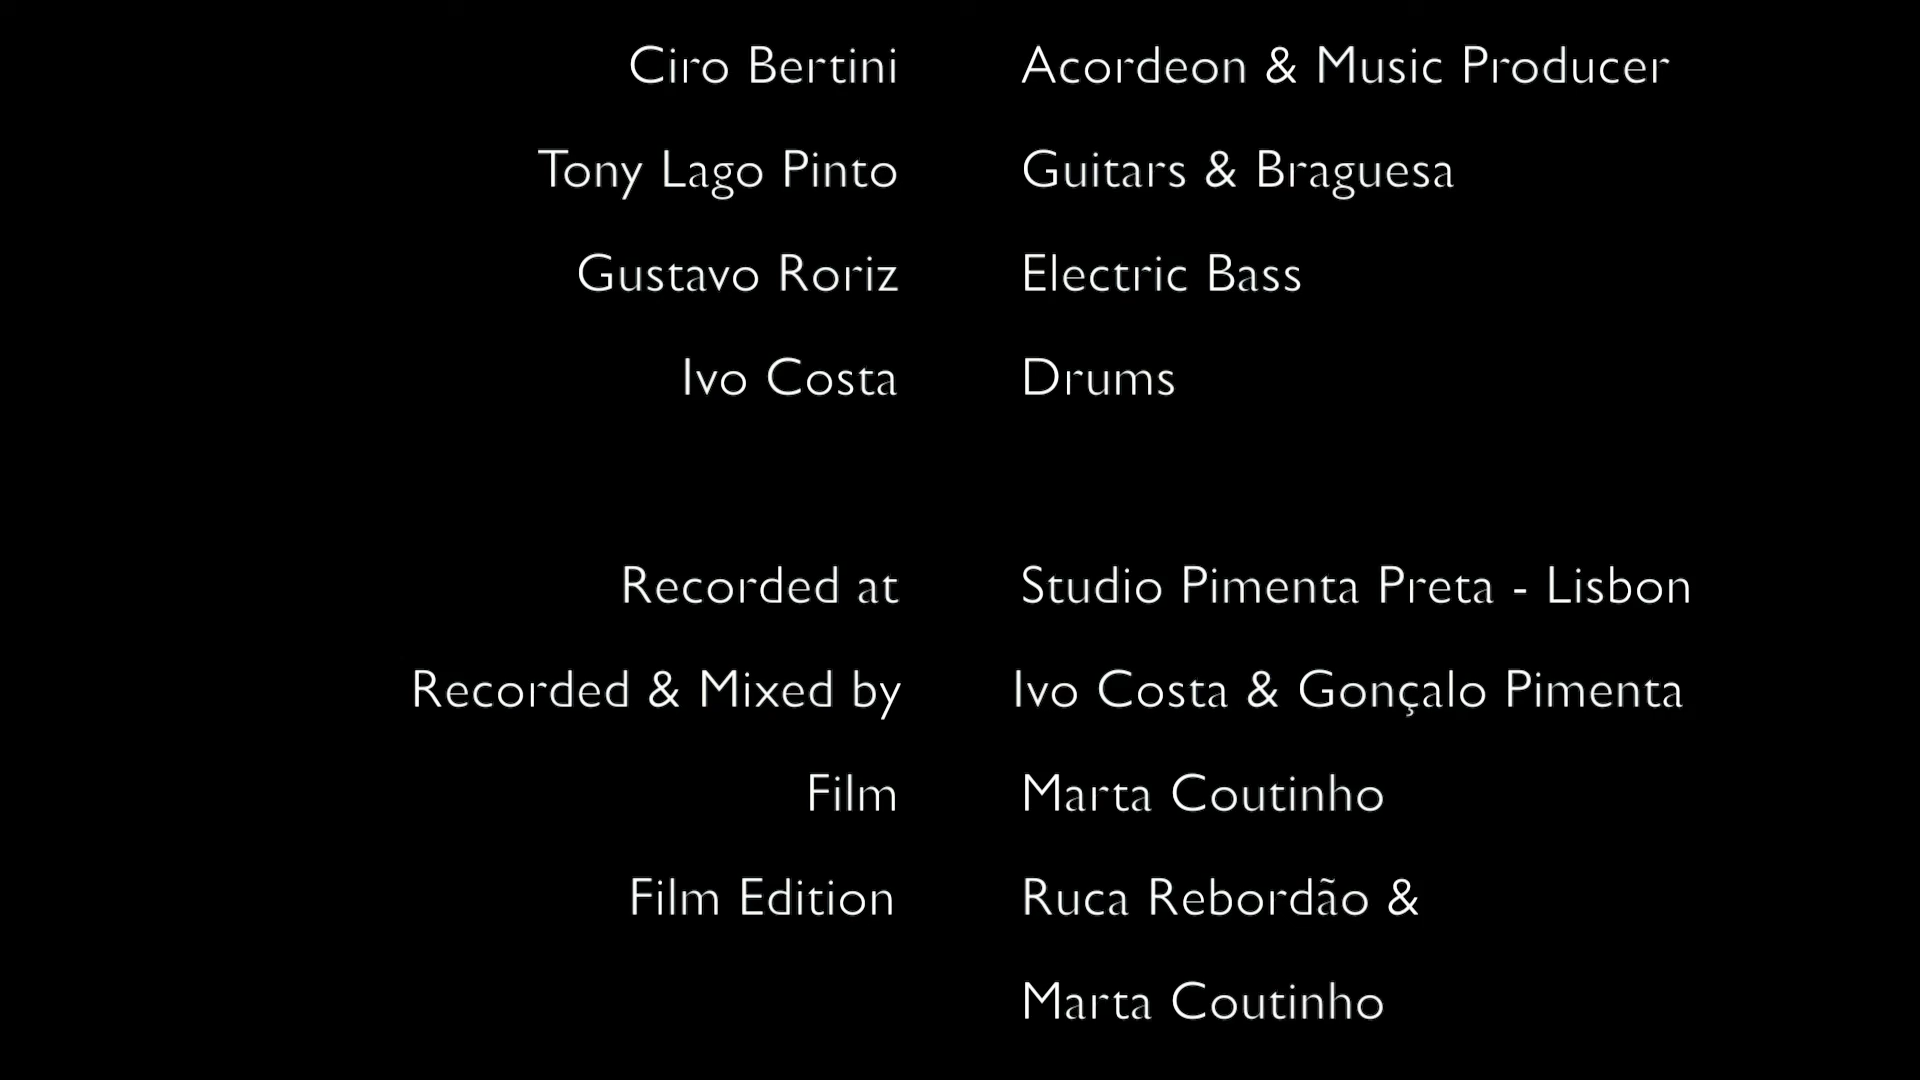 Ciro Bertini Acordeon & Music Producer
Tony Lago Pinto Guitars & Braguesa
Gustavo Roriz Electric Bass
Ivo Costa Drums
Recorded at Studio Pimenta Preta - Lisbon
Recorded & Mixed by Ivo Costa & Gonçalo Pimenta
Film Marta Coutinho
Film Edition Ruca Rebordão &
Marta Coutinho